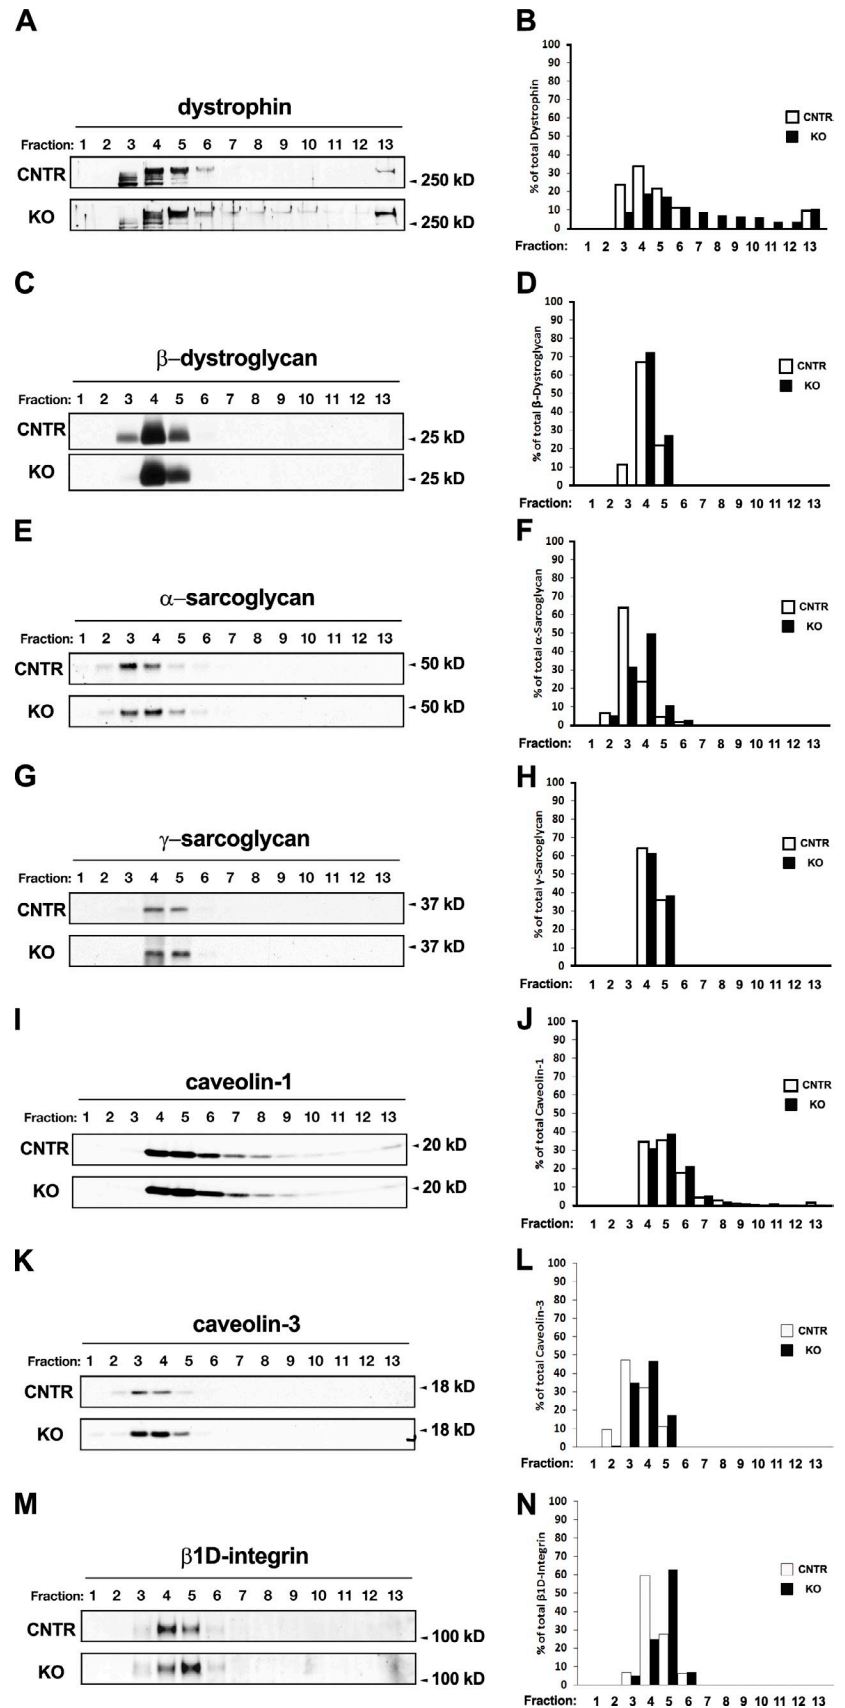 A
dystrophin
Fraction: 1 2 3 4 5 6 7 8 9 10 11 12 13
CNTR
250 kD
KO
250 kD
B
% of total Dystrophin
100
90
80
70
60
50
40
30
20
10
0
CNTR
KO
Fraction: 1 2 3 4 5 6 7 8 9 10 11 12 13
C
β–dystroglycan
Fraction: 1 2 3 4 5 6 7 8 9 10 11 12 13
CNTR
25 kD
KO
25 kD
D
% of total β-Dystroglycan
100
90
80
70
60
50
40
30
20
10
0
CNTR
KO
Fraction: 1 2 3 4 5 6 7 8 9 10 11 12 13
E
α–sarcoglycan
Fraction: 1 2 3 4 5 6 7 8 9 10 11 12 13
CNTR
50 kD
KO
50 kD
F
% of total α-Sarcoglycan
100
90
80
70
60
50
40
30
20
10
0
CNTR
KO
Fraction: 1 2 3 4 5 6 7 8 9 10 11 12 13
G
γ–sarcoglycan
Fraction: 1 2 3 4 5 6 7 8 9 10 11 12 13
CNTR
37 kD
KO
37 kD
H
% of total γ-Sarcoglycan
100
90
80
70
60
50
40
30
20
10
0
CNTR
KO
Fraction: 1 2 3 4 5 6 7 8 9 10 11 12 13
I
caveolin-1
Fraction: 1 2 3 4 5 6 7 8 9 10 11 12 13
CNTR
20 kD
KO
20 kD
J
% of total Caveolin-1
100
90
80
70
60
50
40
30
20
10
0
CNTR
KO
Fraction: 1 2 3 4 5 6 7 8 9 10 11 12 13
K
caveolin-3
Fraction: 1 2 3 4 5 6 7 8 9 10 11 12 13
CNTR
18 kD
KO
18 kD
L
% of total Caveolin-3
100
90
80
70
60
50
40
30
20
10
0
CNTR
KO
Fraction: 1 2 3 4 5 6 7 8 9 10 11 12 13
M
β1D-integrin
Fraction: 1 2 3 4 5 6 7 8 9 10 11 12 13
CNTR
100 kD
KO
100 kD
N
% of total β1D-Integrin
100
90
80
70
60
50
40
30
20
10
0
CNTR
KO
Fraction: 1 2 3 4 5 6 7 8 9 10 11 12 13